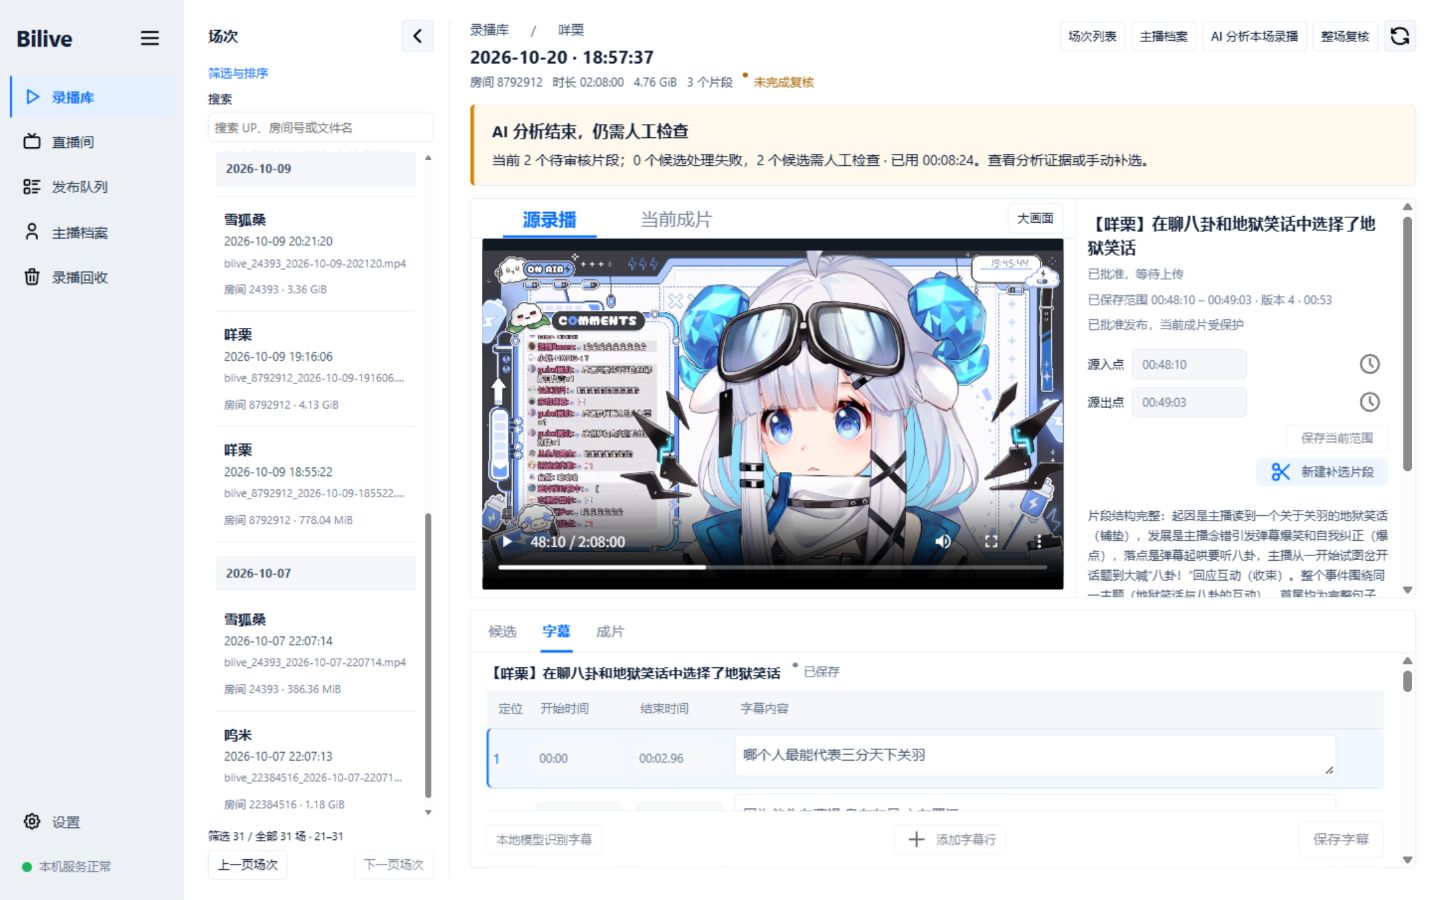 Bilive
录播库
直播间
发布队列
主播档案
录播回收
设置
本机服务正常
场次
筛选与排序
搜索
搜索 UP、房间号或文件名
2026-10-09
雪狐桑
2026-10-09 20:21:20
blive_24393_2026-10-09-202120.mp4
房间 24393 · 3.36 GiB
咩栗
2026-10-09 19:16:06
blive_8792912_2026-10-09-191606....
房间 8792912 · 4.13 GiB
咩栗
2026-10-09 18:55:22
blive_8792912_2026-10-09-185522....
房间 8792912 · 778.04 MiB
2026-10-07
雪狐桑
2026-10-07 22:07:14
blive_24393_2026-10-07-220714.mp4
房间 24393 · 386.36 MiB
呜米
2026-10-07 22:07:13
blive_22384516_2026-10-07-22071...
房间 22384516 · 1.18 GiB
筛选 31 / 全部 31 场 · 21–31
上一页场次
下一页场次
录播库 / 咩栗
2026-10-20 · 18:57:37
房间 8792912 时长 02:08:00 4.76 GiB 3 个片段 未完成复核
场次列表
主播档案
AI 分析本场录播
整场复核
AI 分析结束，仍需人工检查
当前 2 个待审核片段；0 个候选处理失败，2 个候选需人工检查 · 已用 00:08:24。查看分析证据或手动补选。
源录播
当前成片
大画面
ON AIR
19:45:44
COMMENTS
48:10 / 2:08:00
【咩栗】在聊八卦和地狱笑话中选择了地
狱笑话
已批准，等待上传
已保存范围 00:48:10 – 00:49:03 · 版本 4 · 00:53
已批准发布，当前成片受保护
源入点 00:48:10
源出点 00:49:03
保存当前范围
新建补选片段
片段结构完整：起因是主播读到一个关于关羽的地狱笑话
（铺垫），发展是主播念错引发弹幕爆笑和自我纠正（爆
点），落点是弹幕起哄要听八卦，主播从一开始试图岔开
话题到大喊“八卦！”回应互动（收束）。整个事件围绕同
一主题（地狱笑话与八卦的互动），首尾均为完整句子，
候选
字幕
成片
【咩栗】在聊八卦和地狱笑话中选择了地狱笑话 已保存
定位 开始时间 结束时间 字幕内容
1 00:00 00:02.96 哪个人最能代表三分天下关羽
本地模型识别字幕
添加字幕行
保存字幕